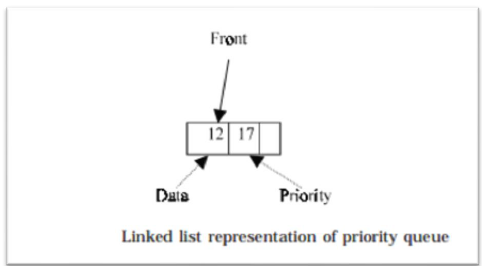 Front
12 17
Data Priority
Linked list representation of priority queue